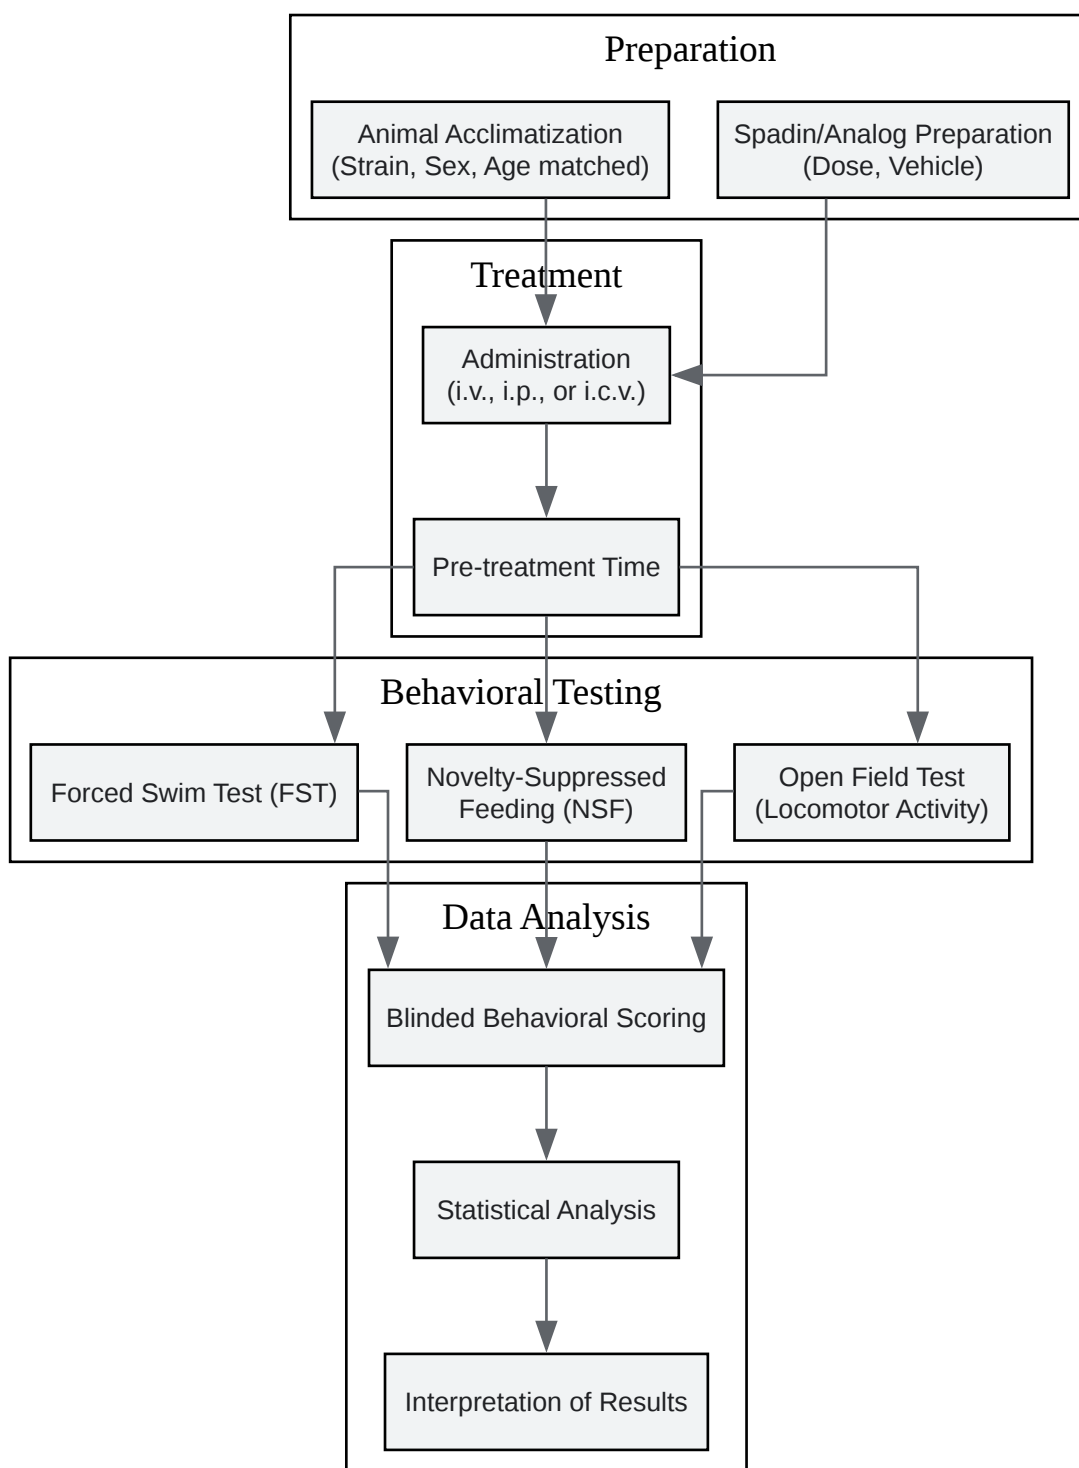 Preparation
Animal Acclimatization
(Strain, Sex, Age matched)
Spadin/Analog Preparation
(Dose, Vehicle)
Treatment
Administration
(i.v., i.p., or i.c.v.)
Pre-treatment Time
Behavioral Testing
Forced Swim Test (FST)
Novelty-Suppressed
Feeding (NSF)
Open Field Test
(Locomotor Activity)
Data Analysis
Blinded Behavioral Scoring
Statistical Analysis
Interpretation of Results